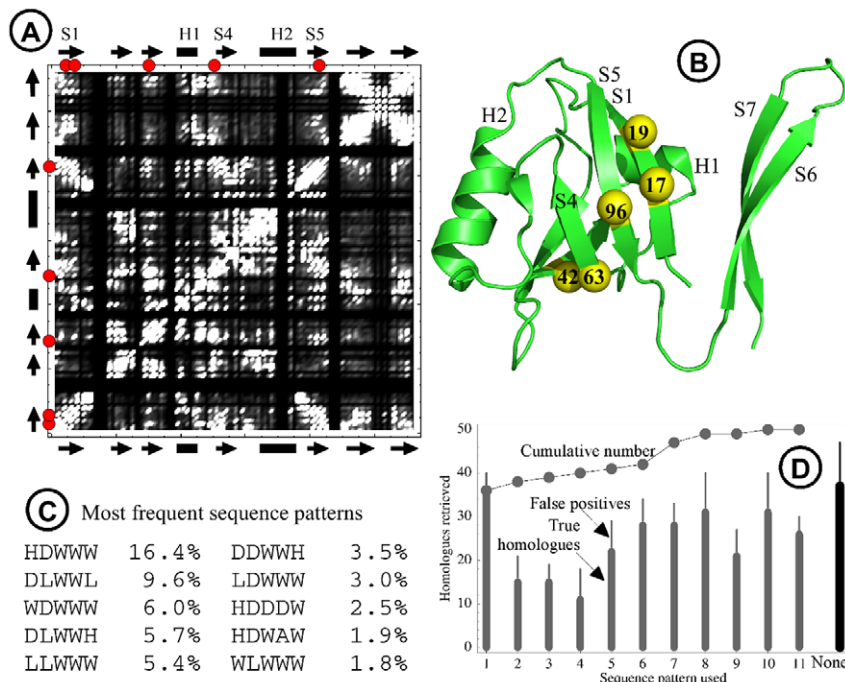 A
S1 H1 S4 H2 S5
B
S5
S1
H2
19
H1
17
S4
96
42 63
S7
S6
C Most frequent sequence patterns
HDWWW 16.4% DDWWH 3.5%
DLWWL 9.6% LDWWW 3.0%
WDWWW 6.0% HDDDW 2.5%
DLWWH 5.7% HDWAW 1.9%
LLWWW 5.4% WLWWW 1.8%
D
Homologues retrieved
50
40
30
20
10
0
Cumulative number
False positives
True
homologues
1 2 3 4 5 6 7 8 9 10 11 None
Sequence pattern used